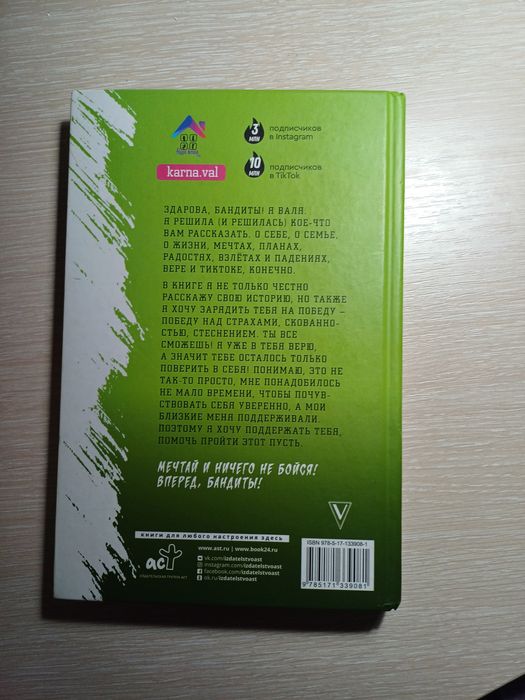 3 МЛН
подписчиков
в Instagram
karna.val
10 МЛН
подписчиков
в TikTok
ЗДАРОВА, БАНДИТЫ! Я ВАЛЯ.
Я РЕШИЛА (И РЕШИЛАСЬ) КОЕ-ЧТО
ВАМ РАССКАЗАТЬ. О СЕБЕ, О СЕМЬЕ,
О ЖИЗНИ, МЕЧТАХ, ПЛАНАХ,
РАДОСТЯХ, ВЗЛЁТАХ И ПАДЕНИЯХ,
ВЕРЕ И ТИКТОКЕ, КОНЕЧНО.
В КНИГЕ Я НЕ ТОЛЬКО ЧЕСТНО
РАССКАЖУ СВОЮ ИСТОРИЮ, НО ТАКЖЕ
Я ХОЧУ ЗАРЯДИТЬ ТЕБЯ НА ПОБЕДУ –
ПОБЕДУ НАД СТРАХАМИ, СКОВАННО-
СТЬЮ, СТЕСНЕНИЕМ. ТЫ ВСЕ
СМОЖЕШЬ! Я УЖЕ В ТЕБЯ ВЕРЮ,
А ЗНАЧИТ ТЕБЕ ОСТАЛОСЬ ТОЛЬКО
ПОВЕРИТЬ В СЕБЯ! ПОНИМАЮ, ЭТО НЕ
ТАК-ТО ПРОСТО, МНЕ ПОНАДОБИЛОСЬ
НЕ МАЛО ВРЕМЕНИ, ЧТОБЫ ПОЧУВ-
СТВОВАТЬ СЕБЯ УВЕРЕННО, А МОИ
БЛИЗКИЕ МЕНЯ ПОДДЕРЖИВАЛИ.
ПОЭТОМУ Я ХОЧУ ПОДДЕРЖАТЬ ТЕБЯ,
ПОМОЧЬ ПРОЙТИ ЭТОТ ПУСТЬ.
МЕЧТАЙ И НИЧЕГО НЕ БОЙСЯ!
ВПЕРЕД, БАНДИТЫ!
книги для любого настроения здесь
аст
ИЗДАТЕЛЬСКАЯ ГРУППА АСТ
www.ast.ru | www.book24.ru
vk.com/izdatelstvoast
instagram.com/izdatelstvoast
facebook.com/izdatelstvoast
ok.ru/izdatelstvoast
ISBN 978-5-17-133908-1
9 785171 339081